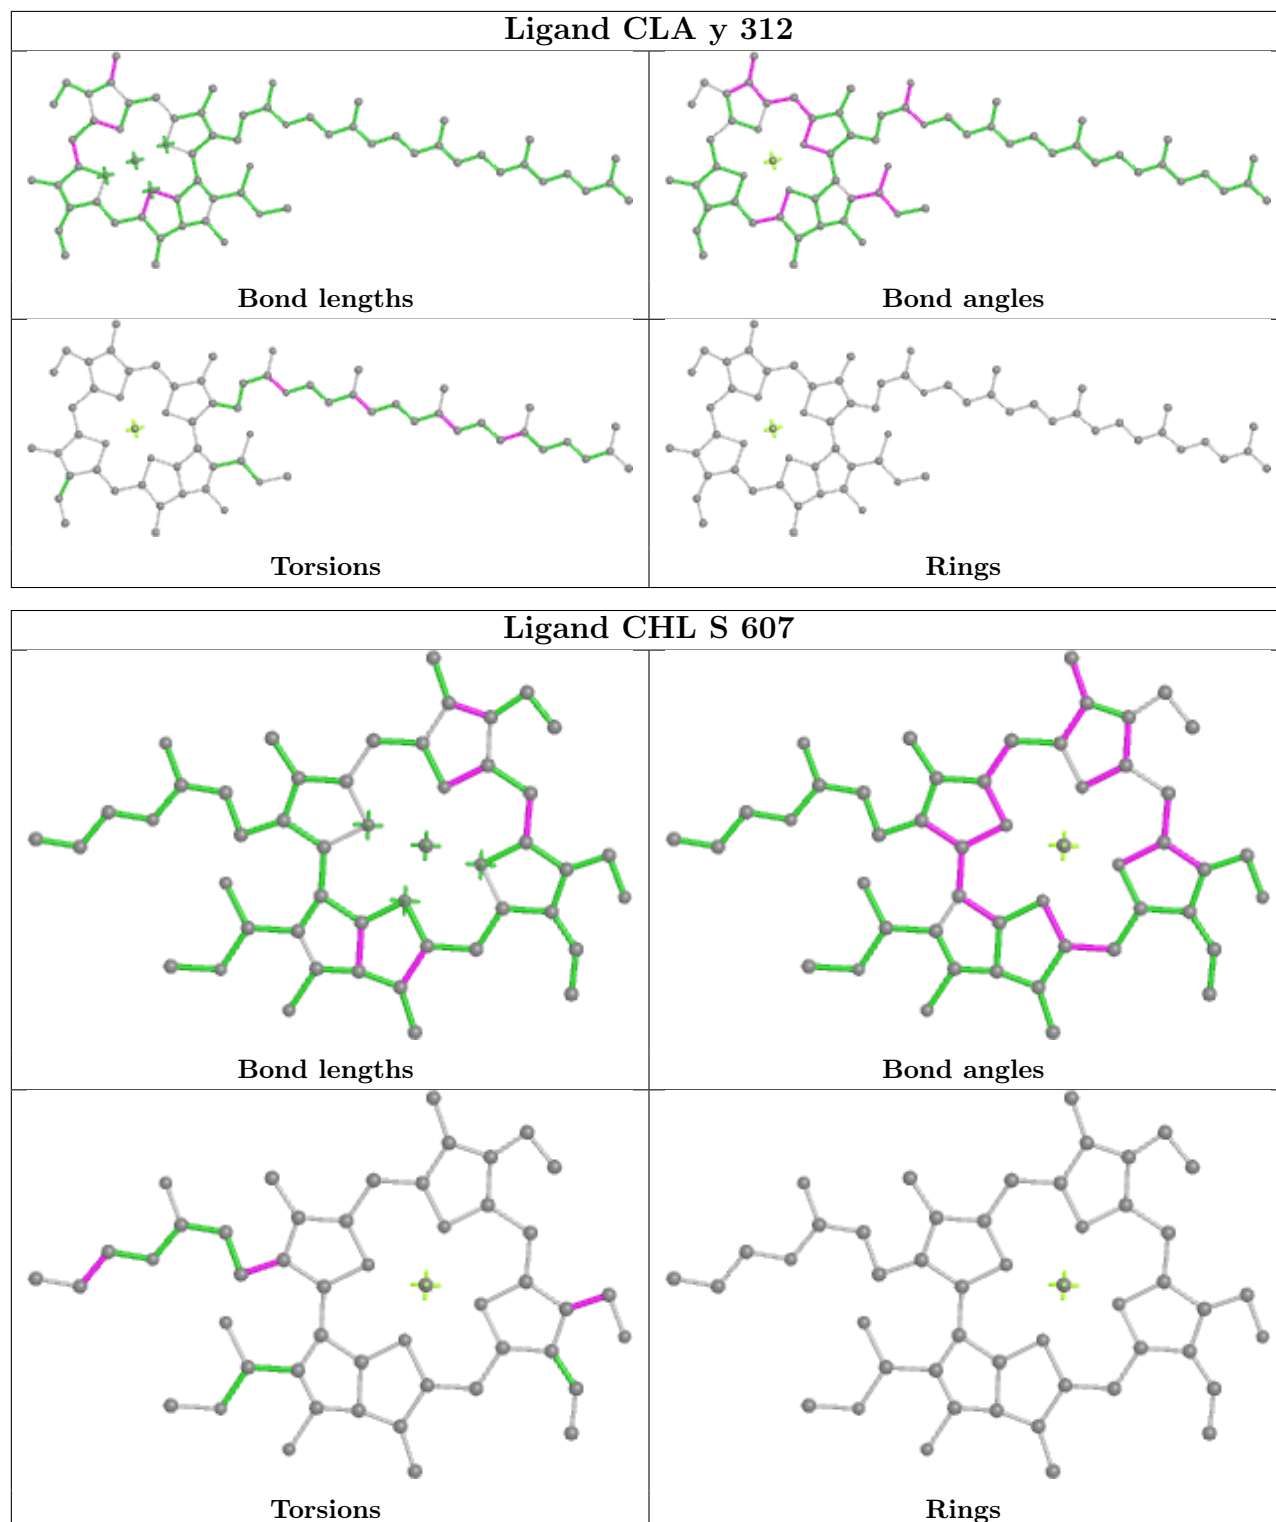 Ligand CLA y 312
Bond lengths
Bond angles
Torsions
Rings
Ligand CHL S 607
Bond lengths
Bond angles
Torsions
Rings